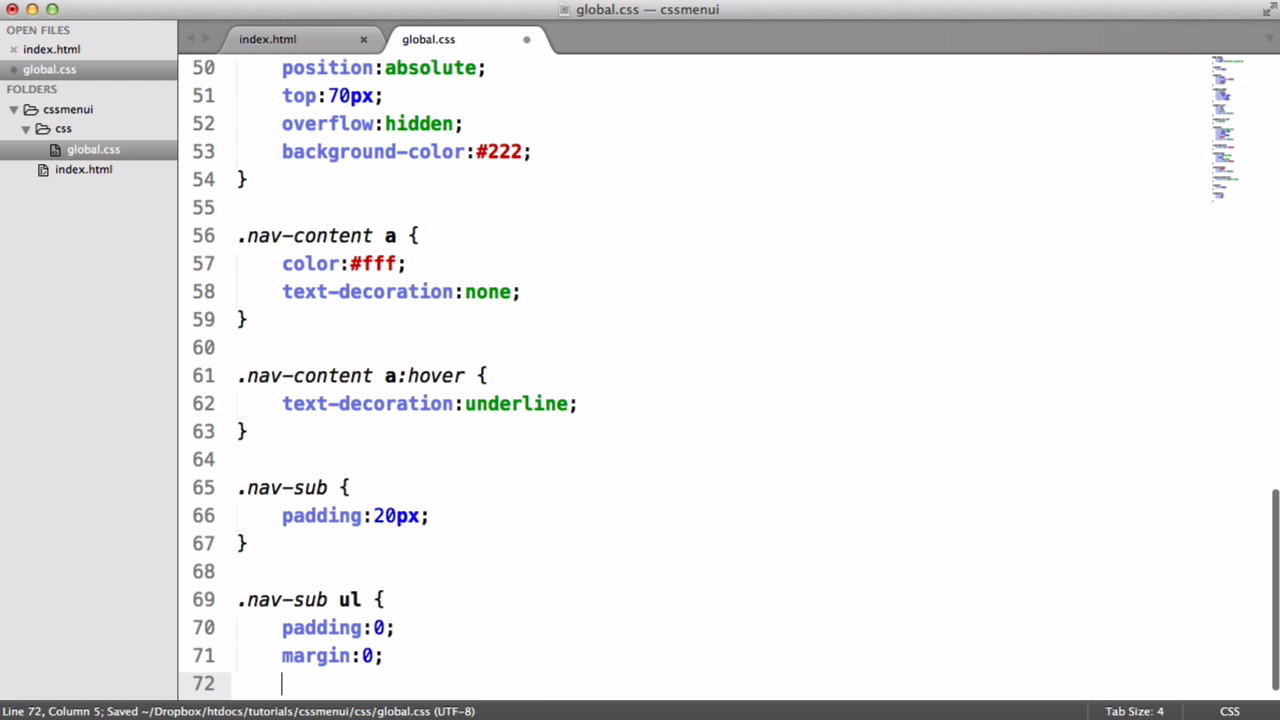 global.css — cssmenui
OPEN FILES
index.html
global.css
FOLDERS
cssmenui
css
global.css
index.html
index.html
global.css
50 position:absolute;
51 top:70px;
52 overflow:hidden;
53 background-color:#222;
54 }
55
56 .nav-content a {
57 color:#fff;
58 text-decoration:none;
59 }
60
61 .nav-content a:hover {
62 text-decoration:underline;
63 }
64
65 .nav-sub {
66 padding:20px;
67 }
68
69 .nav-sub ul {
70 padding:0;
71 margin:0;
72
Line 72, Column 5; Saved ~/Dropbox/htdocs/tutorials/cssmenui/css/global.css (UTF-8)
Tab Size: 4
CSS